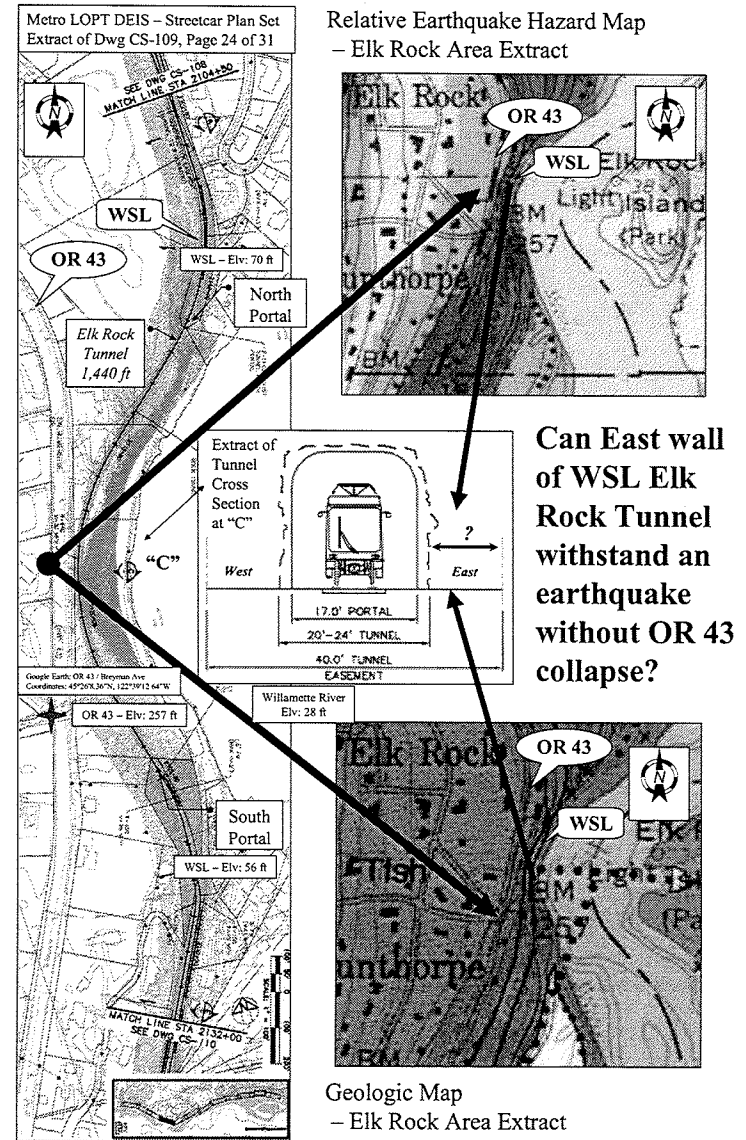 Metro LOPT DEIS – Streetcar Plan Set
Extract of Dwg CS-109, Page 24 of 31
SEE DWG CS-108
MATCH LINE STA 2104+50
N
WSL
OR 43
WSL – Elv: 70 ft
North
Portal
Elk Rock
Tunnel
1,440 ft
"C"
Google Earth: OR 43 / Breyman Ave
Coordinates: 45°26'8.36"N, 122°39'12.64"W
OR 43 – Elv: 257 ft
South
Portal
WSL – Elv: 56 ft
MATCH LINE STA 2132+00
SEE DWG CS-110
Relative Earthquake Hazard Map
– Elk Rock Area Extract
Elk Rock
OR 43
N
WSL
Elk Rock
Light
Island
(Park)
BM
257
unthorpe
BM
Extract of
Tunnel
Cross
Section
at "C"
?
West
East
17.0' PORTAL
20'-24' TUNNEL
40.0' TUNNEL
EASEMENT
Willamette River
Elv: 28 ft
Can East wall
of WSL Elk
Rock Tunnel
withstand an
earthquake
without OR 43
collapse?
Elk Rock
OR 43
N
WSL
BM
257
unthorpe
BM
Geologic Map
– Elk Rock Area Extract